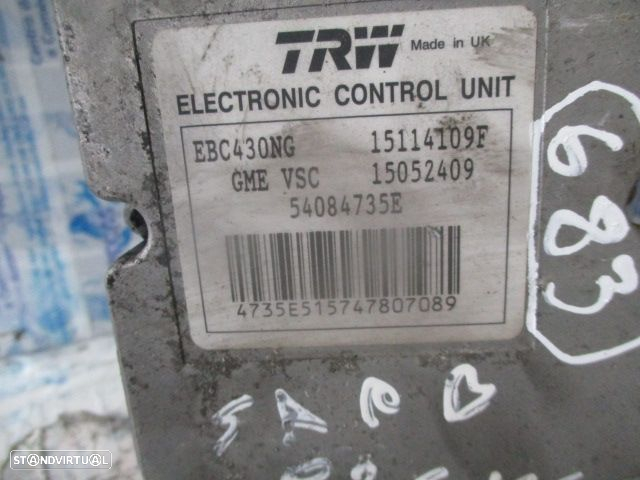 TRW Made in UK
ELECTRONIC CONTROL UNIT
EBC430NG 15114109F
GME VSC 15052409
54084735E
4735E515747807089
683
STANDVIRTUAL